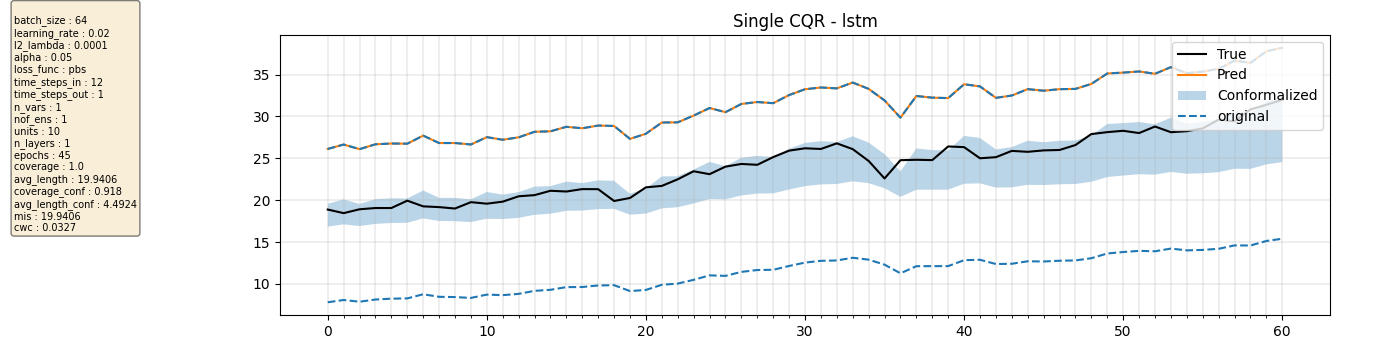 batch_size : 64
learning_rate : 0.02
l2_lambda : 0.0001
alpha : 0.05
loss_func : pbs
time_steps_in : 12
time_steps_out : 1
n_vars : 1
nof_ens : 1
units : 10
n_layers : 1
epochs : 45
coverage : 1.0
avg_length : 19.9406
coverage_conf : 0.918
avg_length_conf : 4.4924
mis : 19.9406
cwc : 0.0327
Single CQR - lstm
True
Pred
Conformalized
original
35
30
25
20
15
10
0 10 20 30 40 50 60